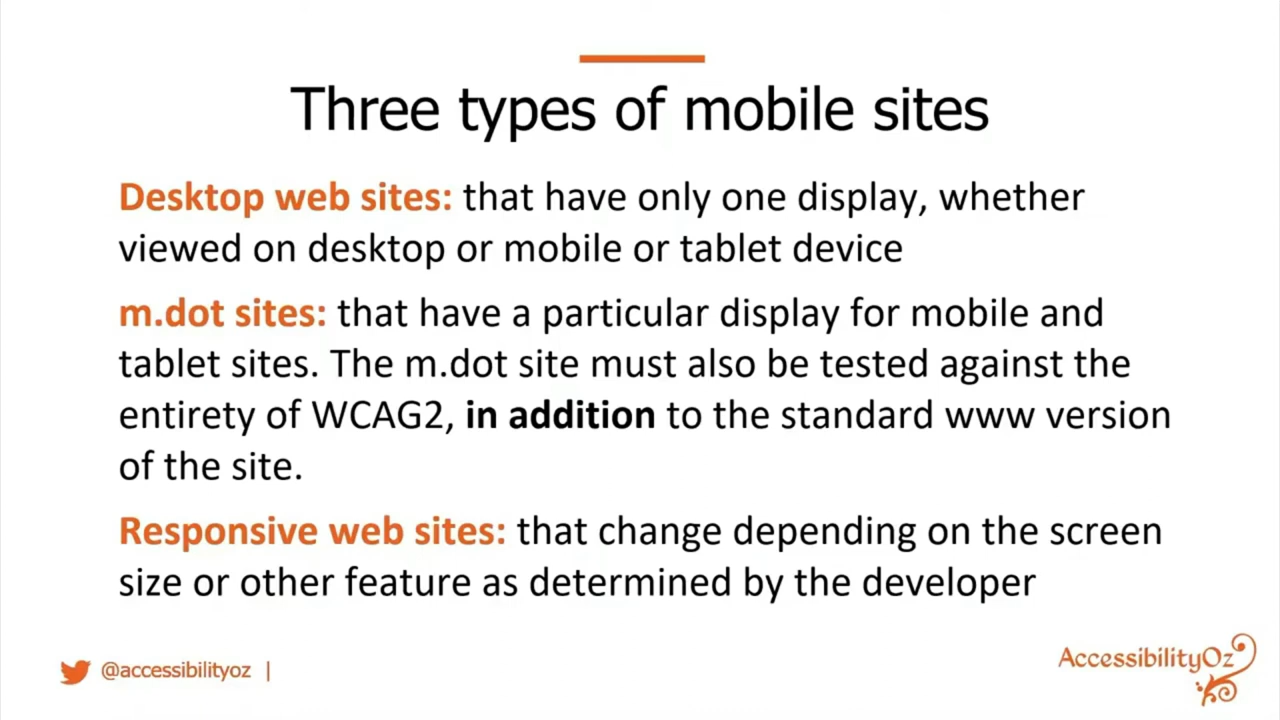 Three types of mobile sites
Desktop web sites: that have only one display, whether
viewed on desktop or mobile or tablet device
m.dot sites: that have a particular display for mobile and
tablet sites. The m.dot site must also be tested against the
entirety of WCAG2, in addition to the standard www version
of the site.
Responsive web sites: that change depending on the screen
size or other feature as determined by the developer
@accessibilityoz |
AccessibilityOz